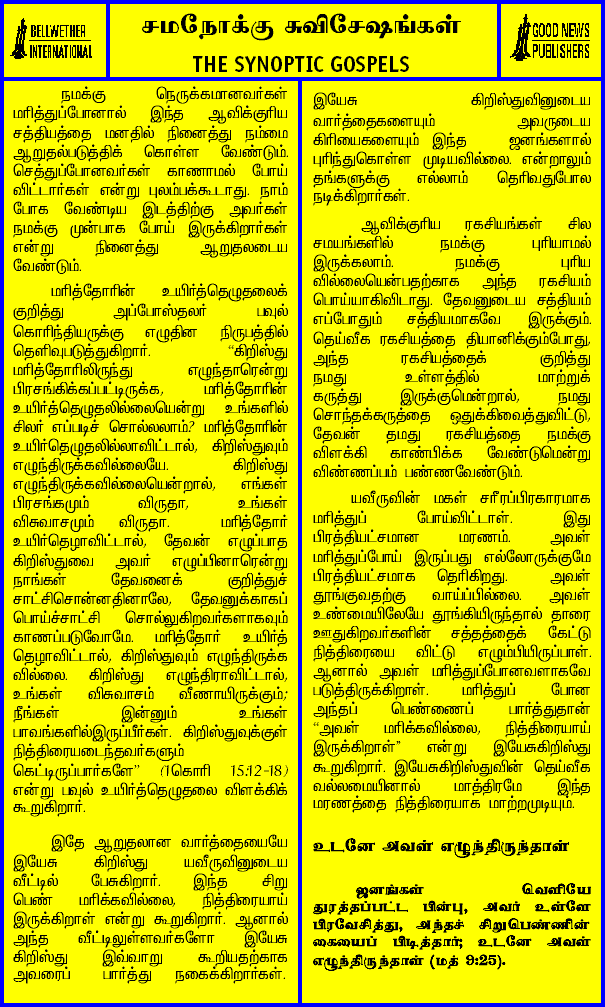 BELLWETHER
INTERNATIONAL
சமநோக்கு சுவிசேஷங்கள்
THE SYNOPTIC GOSPELS
GOOD NEWS
PUBLISHERS
நமக்கு நெருக்கமானவர்கள்
மரித்துப்போனால் இந்த ஆவிக்குரிய
சத்தியத்தை மனதில் நினைத்து நம்மை
ஆறுதல்படுத்திக் கொள்ள வேண்டும்.
செத்துப்போனவர்கள் காணாமல் போய்
விட்டார்கள் என்று புலம்பக்கூடாது. நாம்
போக வேண்டிய இடத்திற்கு அவர்கள்
நமக்கு முன்பாக போய் இருக்கிறார்கள்
என்று நினைத்து ஆறுதலடைய
வேண்டும்.
மரித்தோரின் உயிர்த்தெழுதலைக்
குறித்து அப்போஸ்தலர் பவுல்
கொரிந்தியருக்கு எழுதின நிருபத்தில்
தெளிவுபடுத்துகிறார். “கிறிஸ்து
மரித்தோரிலிருந்து எழுந்தாரென்று
பிரசங்கிக்கப்பட்டிருக்க, மரித்தோரின்
உயிர்த்தெழுதலில்லையென்று உங்களில்
சிலர் எப்படிச் சொல்லலாம்? மரித்தோரின்
உயிர்தெழுதலில்லாவிட்டால், கிறிஸ்துவும்
எழுந்திருக்கவில்லையே. கிறிஸ்து
எழுந்திருக்கவில்லையென்றால், எங்கள்
பிரசங்கமும் விருதா, உங்கள்
விசுவாசமும் விருதா. மரித்தோர்
உயிர்தெழாவிட்டால், தேவன் எழுப்பாத
கிறிஸ்துவை அவர் எழுப்பினாரென்று
நாங்கள் தேவனைக் குறித்துச்
சாட்சிசொன்னதினாலே, தேவனுக்காகப்
பொய்ச்சாட்சி சொல்லுகிறவர்களாகவும்
காணப்படுவோமே. மரித்தோர் உயிர்த்
தெழாவிட்டால், கிறிஸ்துவும் எழுந்திருக்க
வில்லை. கிறிஸ்து எழுந்திராவிட்டால்,
உங்கள் விசுவாசம் வீணாயிருக்கும்;
நீங்கள் இன்னும் உங்கள்
பாவங்களில்இருப்பீர்கள். கிறிஸ்துவுக்குள்
நித்திரையடைந்தவர்களும்
கெட்டிருப்பார்களே” (1கொரி 15:12-18)
என்று பவுல் உயிர்த்தெழுதலை விளக்கிக்
கூறுகிறார்.
இதே ஆறுதலான வார்த்தையையே
இயேசு கிறிஸ்து யவீருவினுடைய
வீட்டில் பேசுகிறார். இந்த சிறு
பெண் மரிக்கவில்லை, நித்திரையாய்
இருக்கிறாள் என்று கூறுகிறார். ஆனால்
அந்த வீட்டிலுள்ளவர்களோ இயேசு
கிறிஸ்து இவ்வாறு கூறியதற்காக
அவரைப் பார்த்து நகைக்கிறார்கள்.
இயேசு கிறிஸ்துவினுடைய
வார்த்தைகளையும் அவருடைய
கிரியைகளையும் இந்த ஜனங்களால்
புரிந்துகொள்ள முடியவில்லை. என்றாலும்
தங்களுக்கு எல்லாம் தெரிவதுபோல
நடிக்கிறார்கள்.
ஆவிக்குரிய ரகசியங்கள் சில
சமயங்களில் நமக்கு புரியாமல்
இருக்கலாம். நமக்கு புரிய
வில்லையென்பதற்காக அந்த ரகசியம்
பொய்யாகிவிடாது. தேவனுடைய சத்தியம்
எப்போதும் சத்தியமாகவே இருக்கும்.
தெய்வீக ரகசியத்தை தியானிக்கும்போது,
அந்த ரகசியத்தைக் குறித்து
நமது உள்ளத்தில் மாற்றுக்
கருத்து இருக்குமென்றால், நமது
சொந்தக்கருத்தை ஒதுக்கிவைத்துவிட்டு,
தேவன் தமது ரகசியத்தை நமக்கு
விளக்கி காண்பிக்க வேண்டுமென்று
விண்ணப்பம் பண்ணவேண்டும்.
யவீருவின் மகள் சரீரப்பிரகாரமாக
மரித்துப் போய்விட்டாள். இது
பிரத்தியட்சமான மரணம். அவள்
மரித்துப்போய் இருப்பது எல்லோருக்குமே
பிரத்தியட்சமாக தெரிகிறது. அவள்
தூங்குவதற்கு வாய்ப்பில்லை. அவள்
உண்மையிலேயே தூங்கியிருந்தால் தாரை
ஊதுகிறவர்களின் சத்தத்தைக் கேட்டு
நித்திரையை விட்டு எழும்பியிருப்பாள்.
ஆனால் அவள் மரித்துப்போனவளாகவே
படுத்திருக்கிறாள். மரித்துப் போன
அந்தப் பெண்ணைப் பார்த்துதான்
“அவள் மரிக்கவில்லை, நித்திரையாய்
இருக்கிறாள்” என்று இயேசுகிறிஸ்து
கூறுகிறார். இயேசுகிறிஸ்துவின் தெய்வீக
வல்லமையினால் மாத்திரமே இந்த
மரணத்தை நித்திரையாக மாற்றமுடியும்.
உடனே அவள் எழுந்திருந்தாள்
ஜனங்கள் வெளியே
துரத்தப்பட்ட பின்பு, அவர் உள்ளே
பிரவேசித்து, அந்தச் சிறுபெண்ணின்
கையைப் பிடித்தார்; உடனே அவள்
எழுந்திருந்தாள் (மத் 9:25).